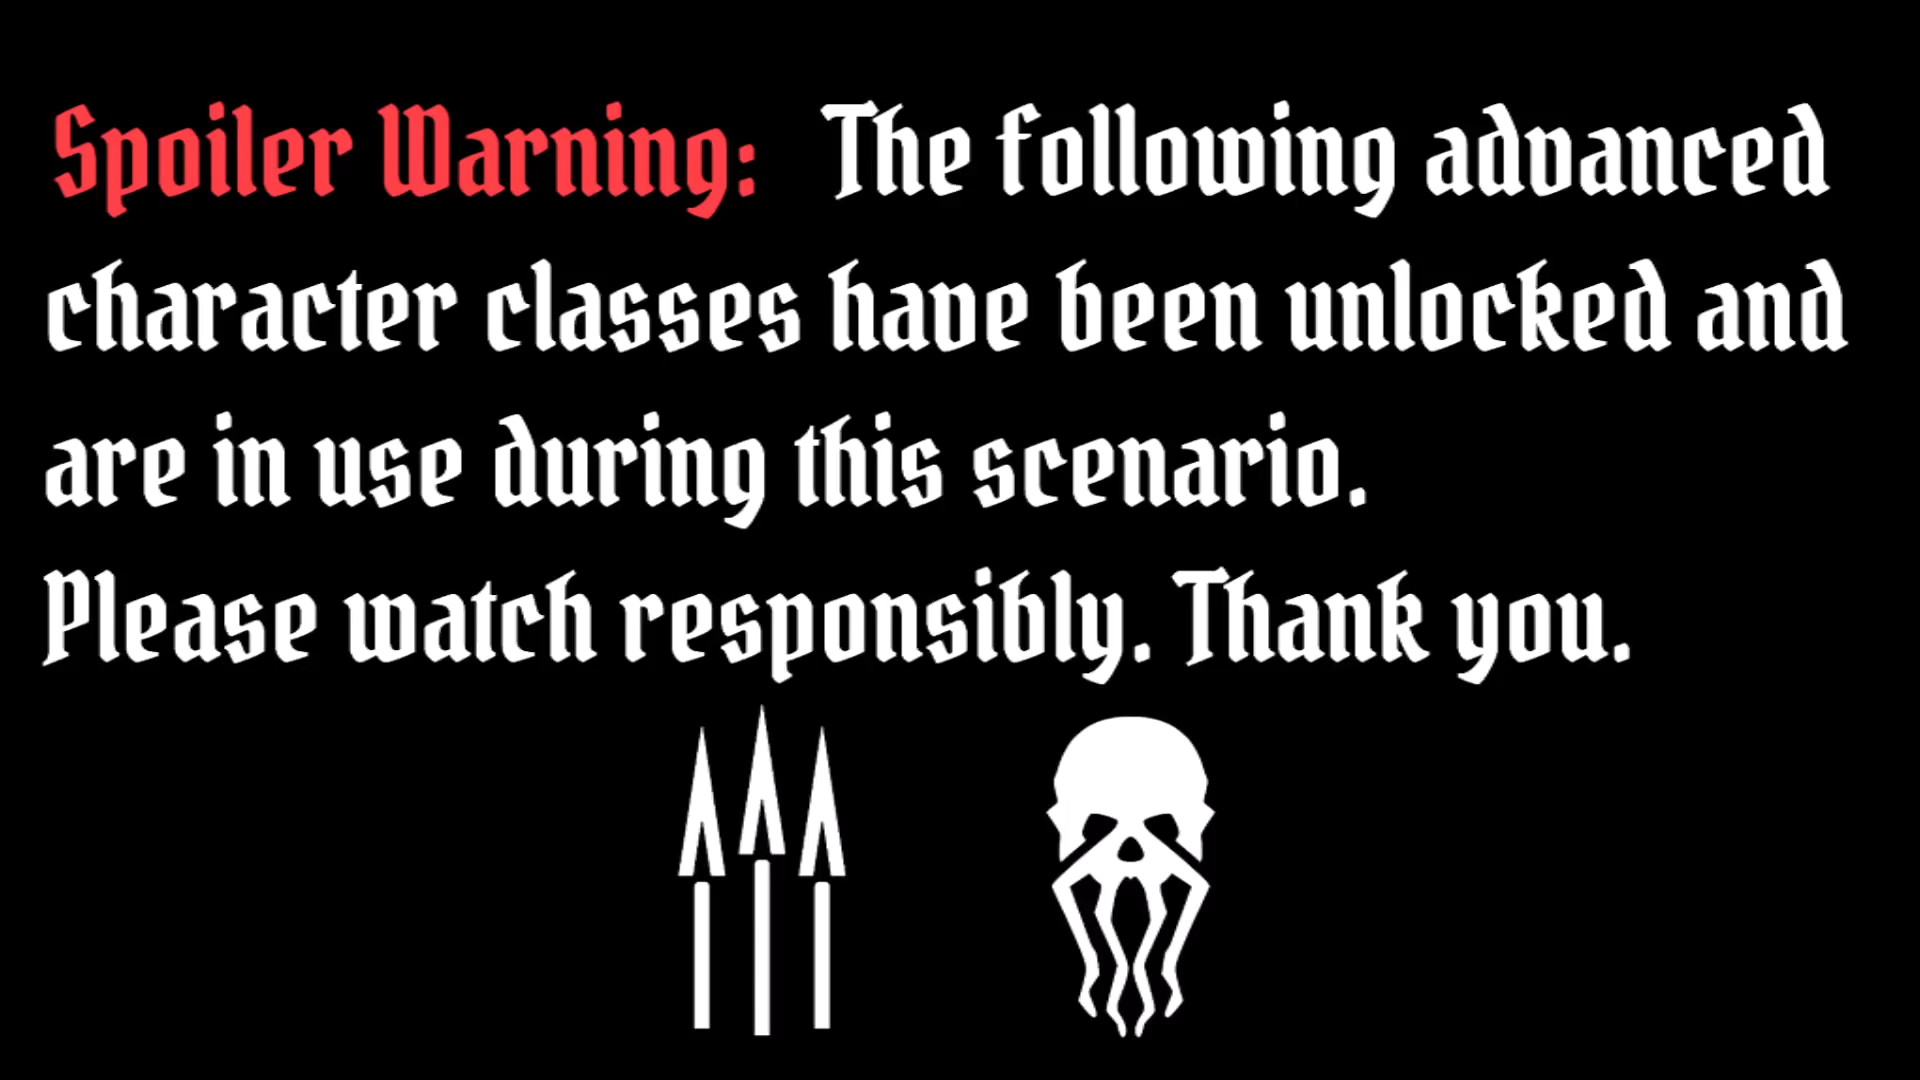 Spoiler Warning: The following advanced
character classes have been unlocked and
are in use during this scenario.
Please watch responsibly. Thank you.